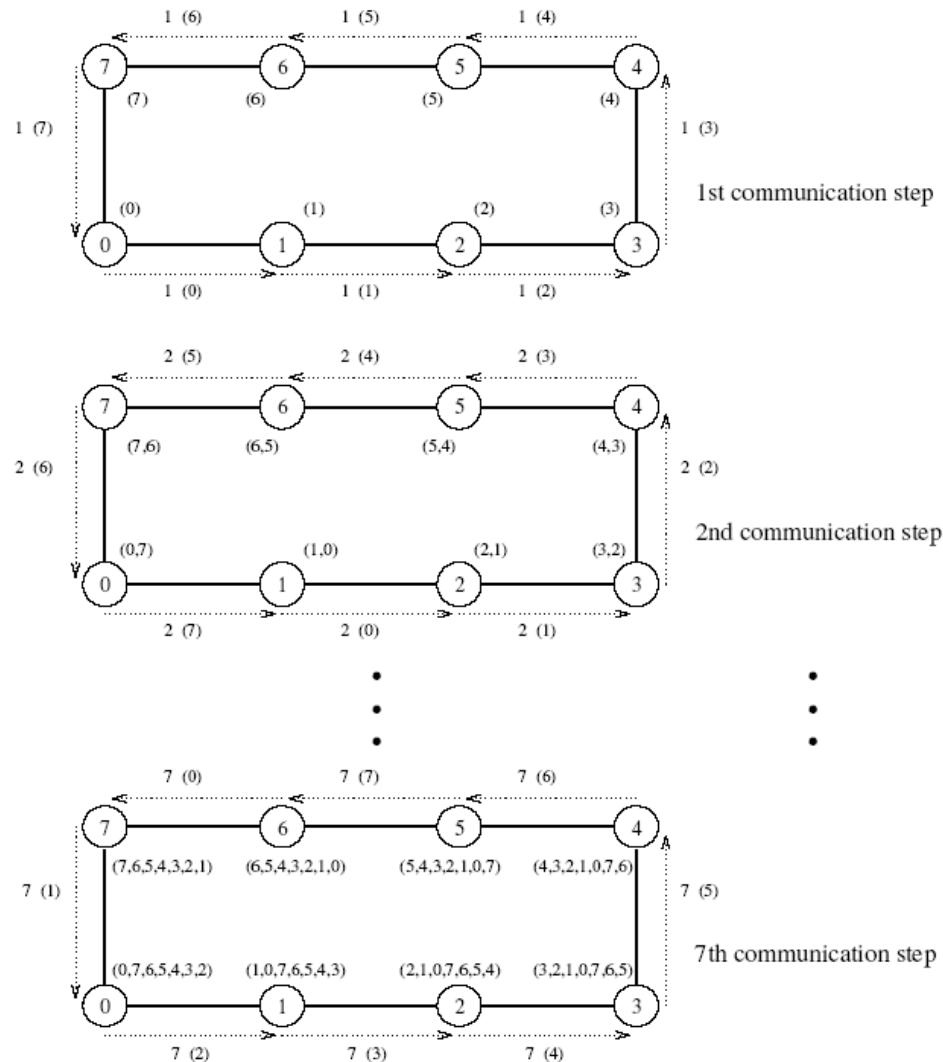 1 (6) 1 (5) 1 (4)
7 6 5 4
(7) (6) (5) (4)
1 (7) 1 (3)
1st communication step
(0) (1) (2) (3)
0 1 2 3
1 (0) 1 (1) 1 (2)
2 (5) 2 (4) 2 (3)
7 6 5 4
(7,6) (6,5) (5,4) (4,3)
2 (6) 2 (2)
2nd communication step
(0,7) (1,0) (2,1) (3,2)
0 1 2 3
2 (7) 2 (0) 2 (1)
7 (0) 7 (7) 7 (6)
7 6 5 4
(7,6,5,4,3,2,1) (6,5,4,3,2,1,0) (5,4,3,2,1,0,7) (4,3,2,1,0,7,6)
7 (1) 7 (5)
7th communication step
(0,7,6,5,4,3,2) (1,0,7,6,5,4,3) (2,1,0,7,6,5,4) (3,2,1,0,7,6,5)
0 1 2 3
7 (2) 7 (3) 7 (4)